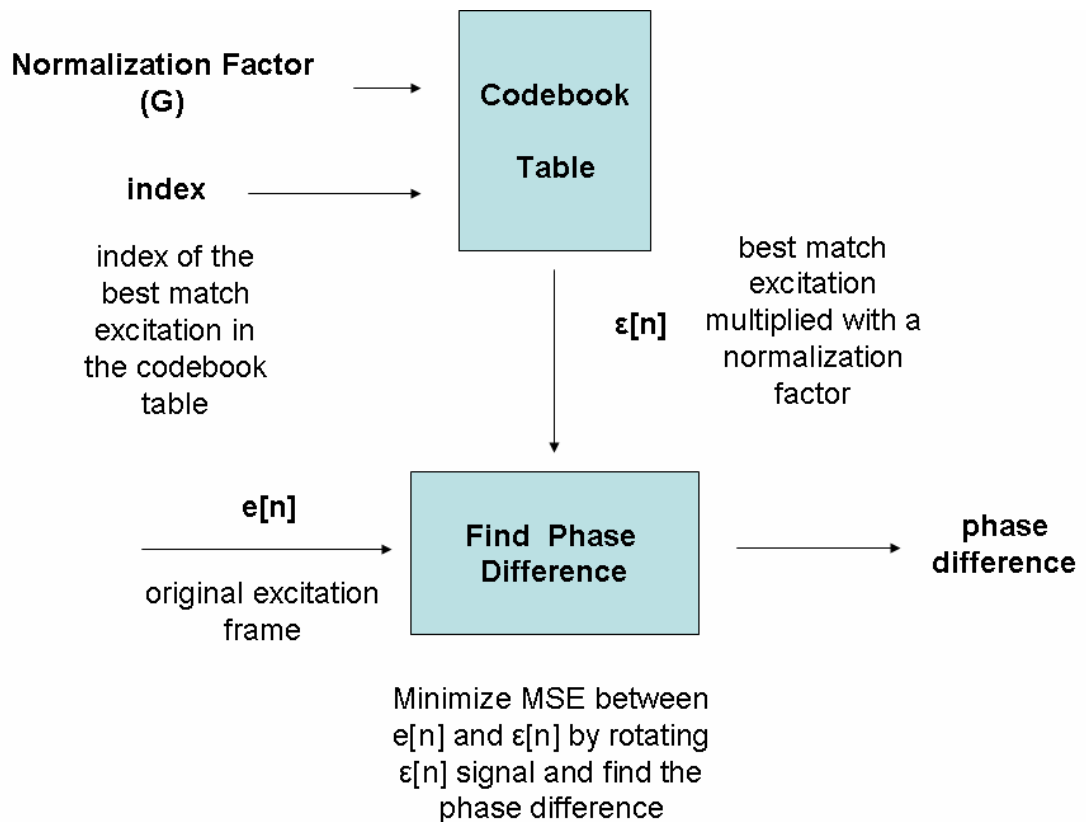 Normalization Factor
(G)
Codebook
Table
index
index of the
best match
excitation in
the codebook
table
ε[n]
best match
excitation
multiplied with a
normalization
factor
e[n]
original excitation
frame
Find Phase
Difference
phase
difference
Minimize MSE between
e[n] and ε[n] by rotating
ε[n] signal and find the
phase difference